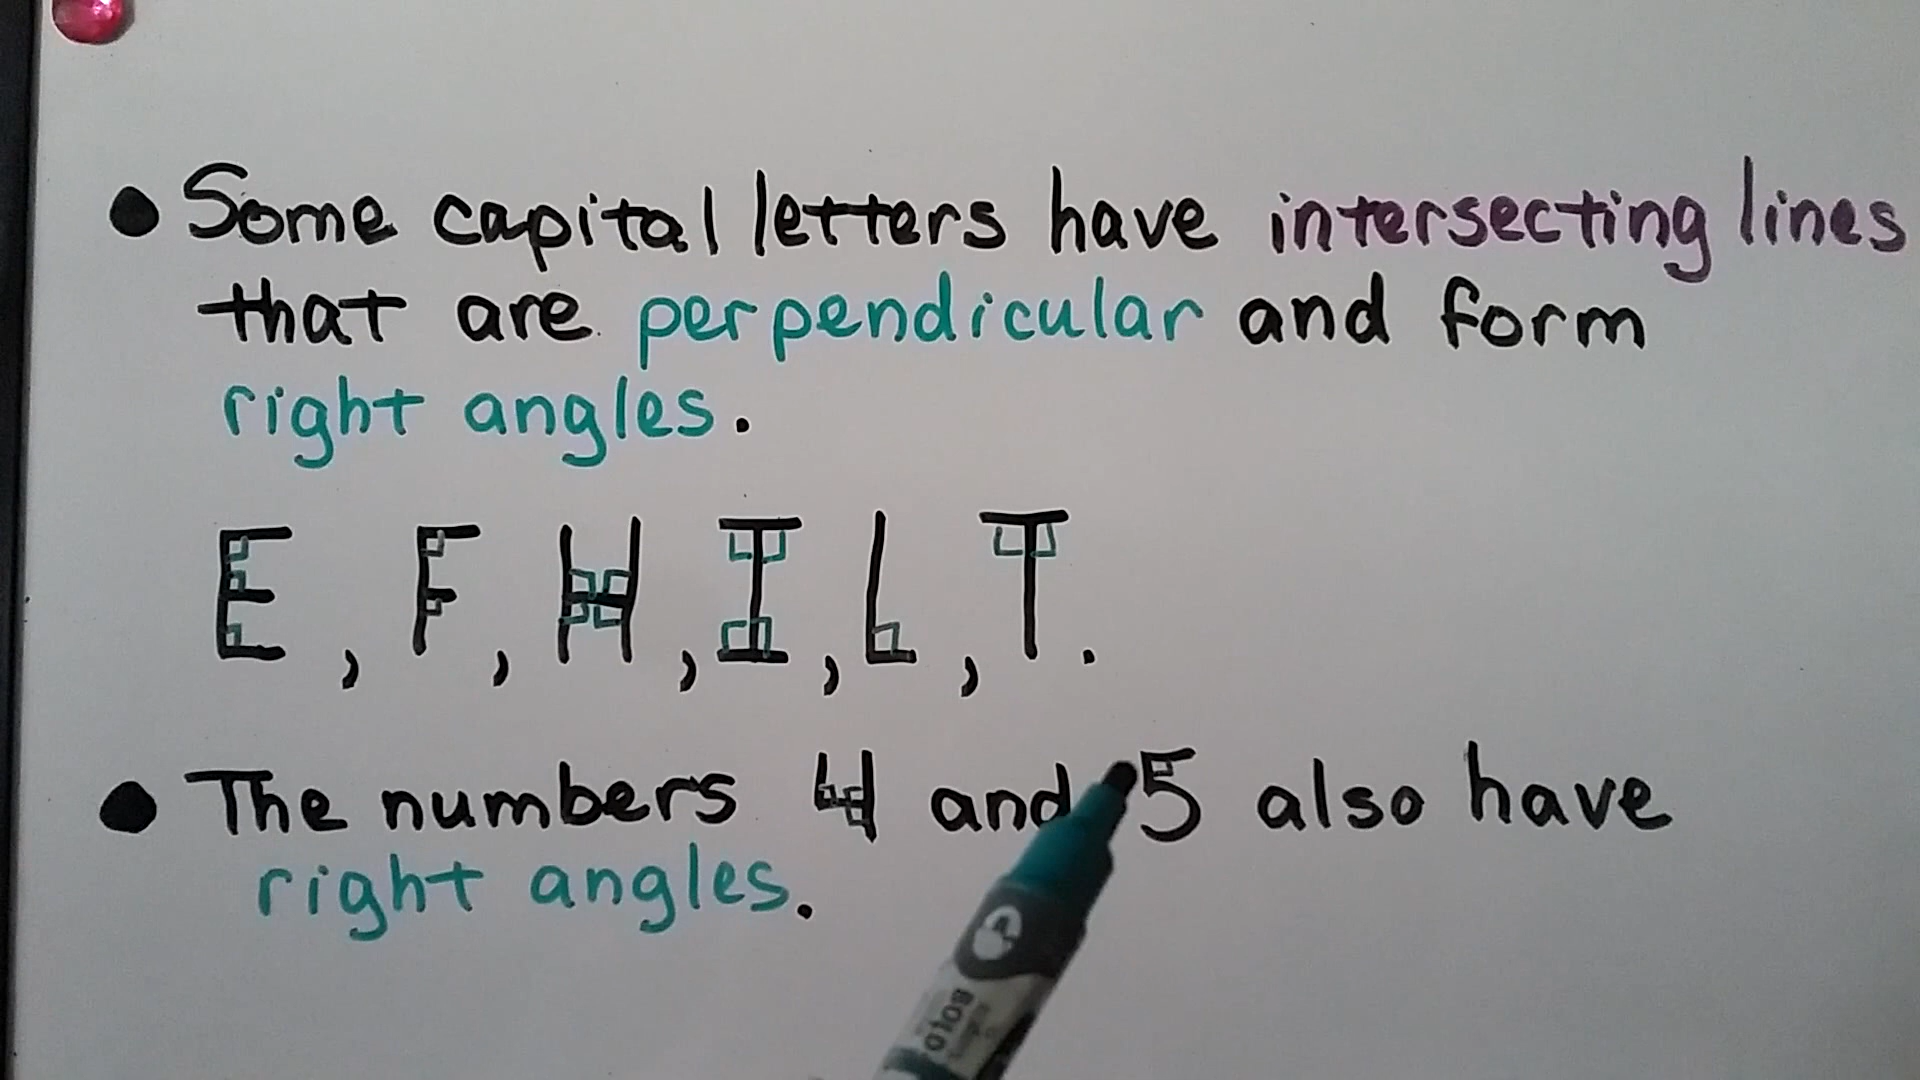 • Some capital letters have intersecting lines
that are perpendicular and form
right angles.
E, F, H, I, L, T.
• The numbers 4 and 5 also have
right angles.